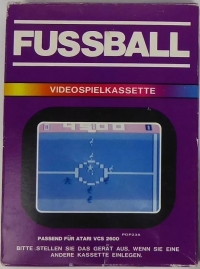 FUSSBALL
VIDEOSPIELKASSETTE
PASSEND FÜR ATARI VCS 2600
BITTE STELLEN SIE DAS GERÄT AUS, WENN SIE EINE
ANDERE KASSETTE EINLEGEN.